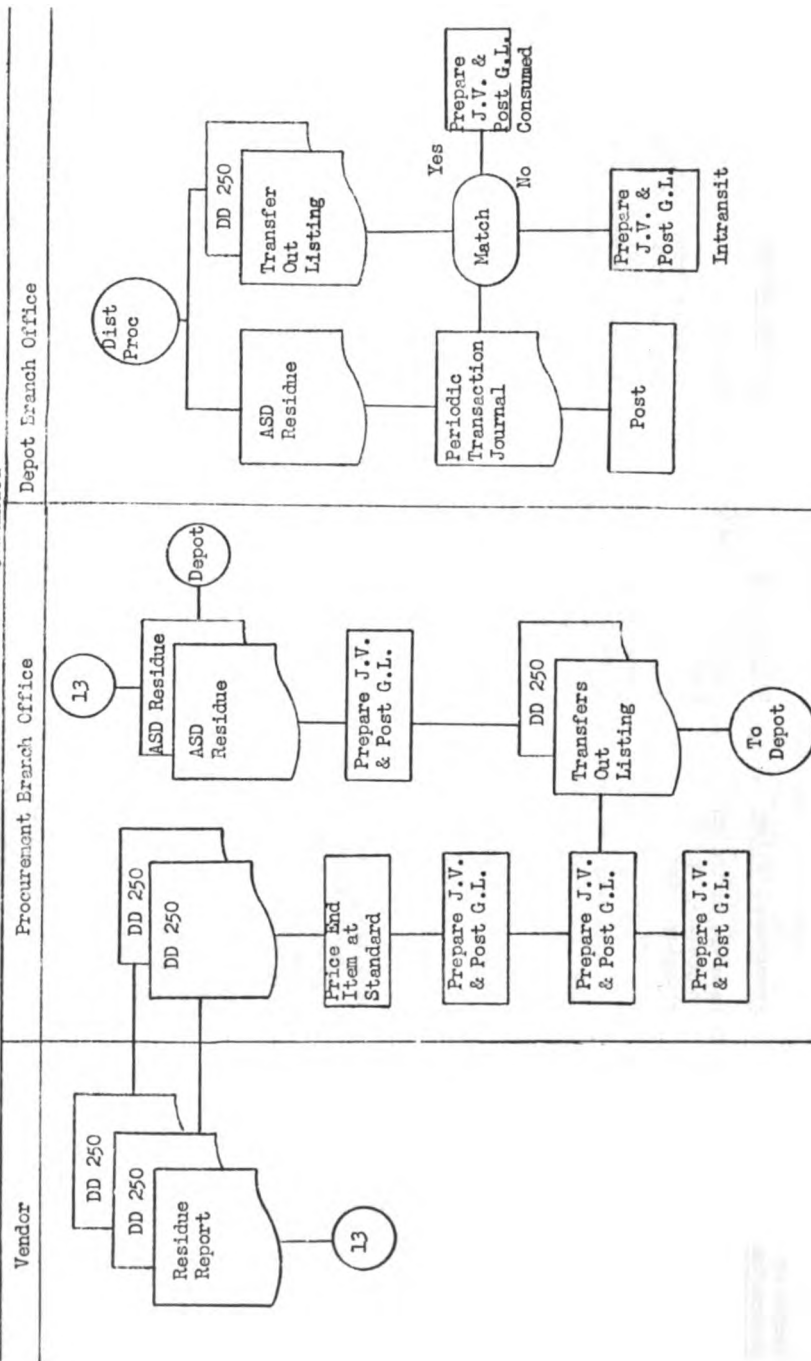 Vendor
Procurement Branch Office
Depot Branch Office
DD 250
DD 250
Residue
Report
13
DD 250
DD 250
Price End
Item at
Standard
Prepare J.V.
& Post G.L.
Prepare J.V.
& Post G.L.
Prepare J.V.
& Post G.L.
13
ASD Residue
ASD
Residue
Depot
Prepare J.V.
& Post G.L.
DD 250
Transfers
Out
Listing
To
Depot
Dist
Proc
ASD
Residue
Periodic
Transaction
Journal
Post
DD 250
Transfer
Out
Listing
Match
Yes
No
Prepare
J.V. &
Post G.L.
Consumed
Prepare
J.V. &
Post G.L.
Intransit